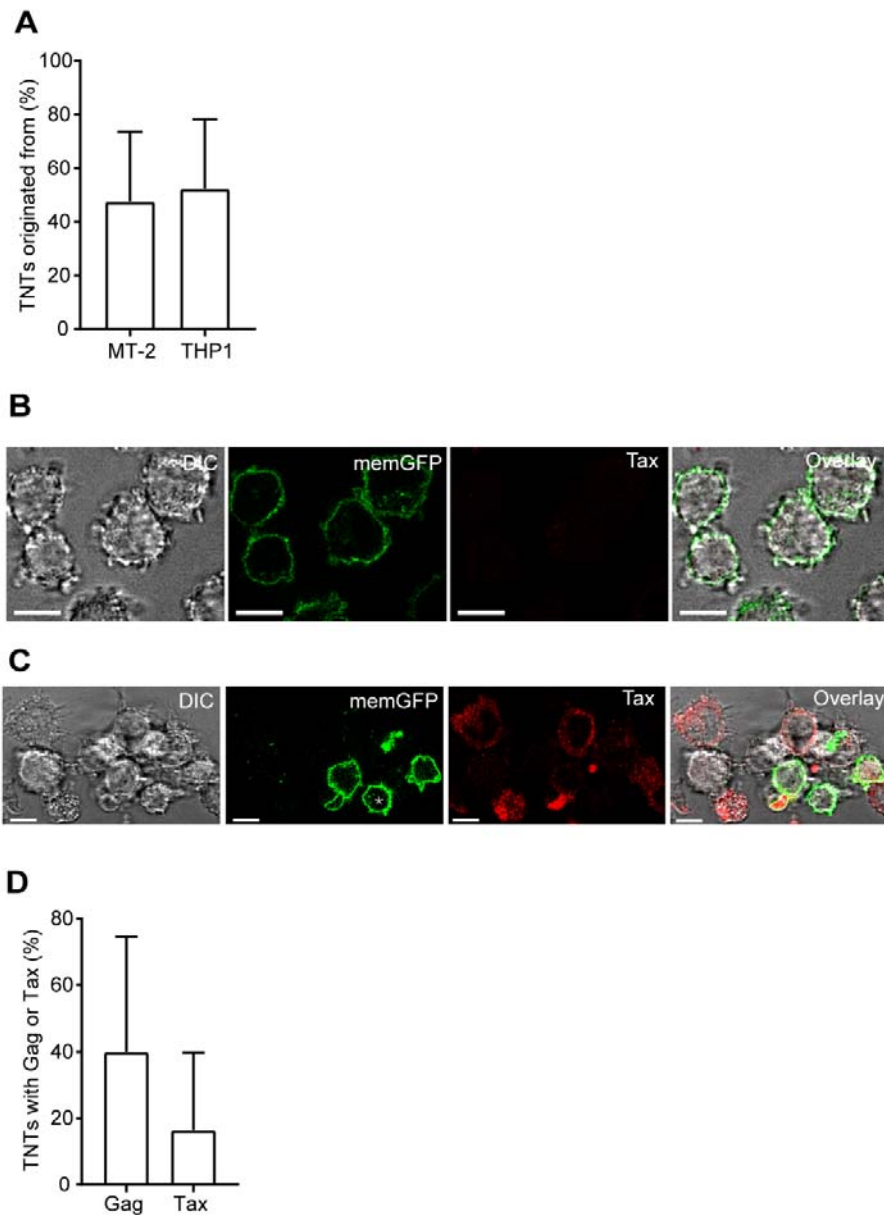 A
TNTs originated from (%)
100
80
60
40
20
0
MT-2 THP1
B
DIC memGFP Tax Overlay
C
DIC memGFP Tax Overlay
*
D
TNTs with Gag or Tax (%)
80
60
40
20
0
Gag Tax